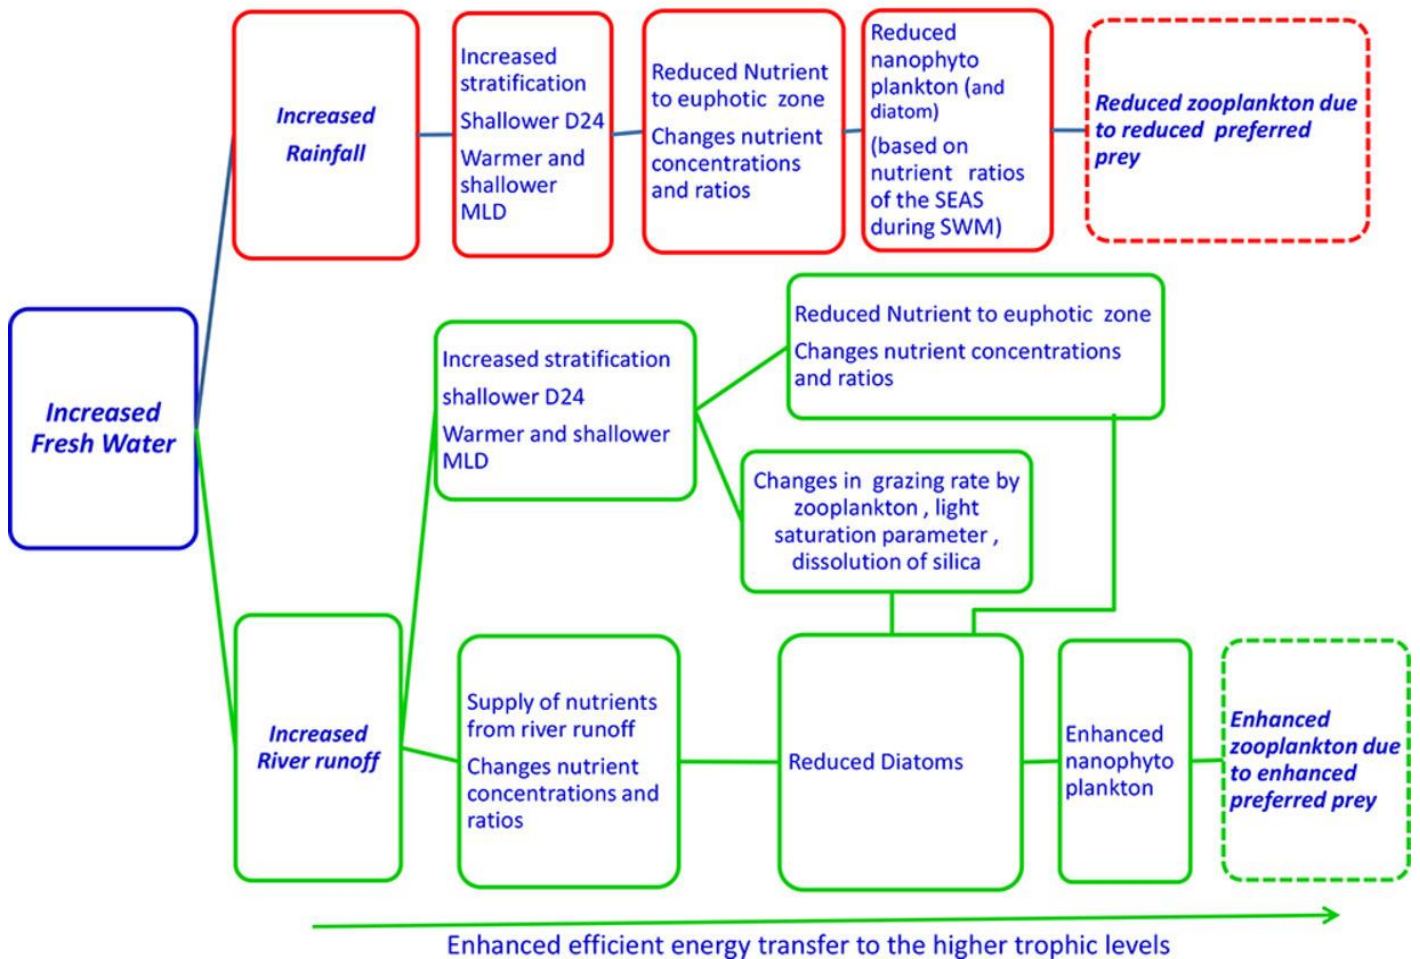 Increased
Rainfall
Increased
stratification
Shallower D24
Warmer and
shallower
MLD
Reduced Nutrient
to euphotic zone
Changes nutrient
concentrations
and ratios
Reduced
nanophyto
plankton (and
diatom)
(based on
nutrient ratios
of the SEAS
during SWM)
Reduced zooplankton due
to reduced preferred
prey
Increased
Fresh Water
Increased stratification
shallower D24
Warmer and shallower
MLD
Reduced Nutrient to euphotic zone
Changes nutrient concentrations
and ratios
Changes in grazing rate by
zooplankton , light
saturation parameter ,
dissolution of silica
Increased
River runoff
Supply of nutrients
from river runoff
Changes nutrient
concentrations and
ratios
Reduced Diatoms
Enhanced
nanophyto
plankton
Enhanced
zooplankton due
to enhanced
preferred prey
Enhanced efficient energy transfer to the higher trophic levels